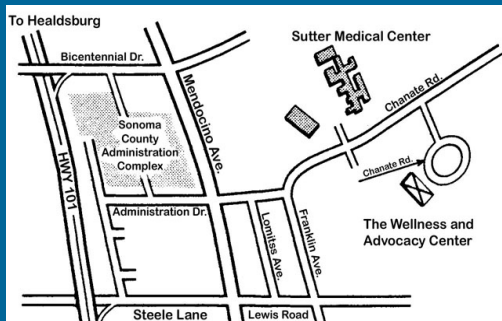 To Healdsburg
Bicentennial Dr.
Sutter Medical Center
Mendocino Ave.
Chanate Rd.
Sonoma
County
Administration
Complex
HWY 101
Chanate Rd.
Administration Dr.
Lomitss Ave.
Franklin Ave.
The Wellness and
Advocacy Center
Steele Lane
Lewis Road